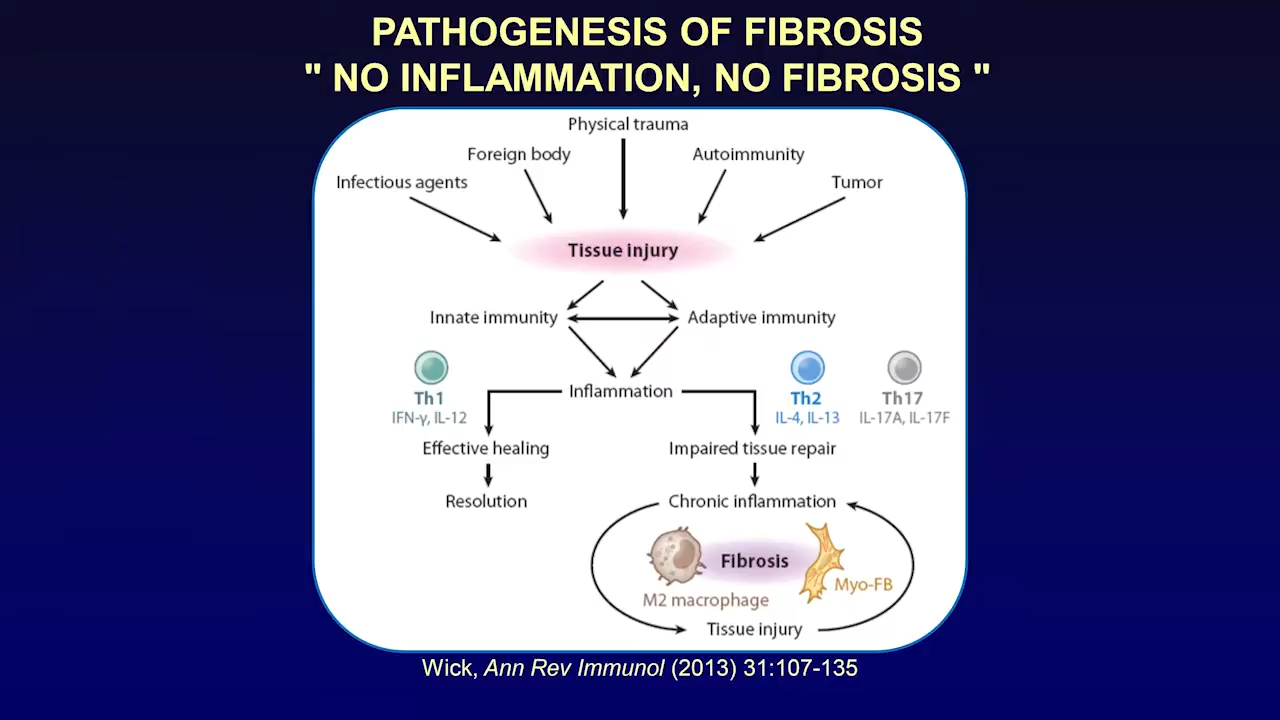 PATHOGENESIS OF FIBROSIS
" NO INFLAMMATION, NO FIBROSIS "
Physical trauma
Foreign body
Autoimmunity
Infectious agents
Tumor
Tissue injury
Innate immunity
Adaptive immunity
Inflammation
Th1
IFN-γ, IL-12
Th2
IL-4, IL-13
Th17
IL-17A, IL-17F
Effective healing
Impaired tissue repair
Resolution
Chronic inflammation
Fibrosis
Myo-FB
M2 macrophage
Tissue injury
Wick, Ann Rev Immunol (2013) 31:107-135